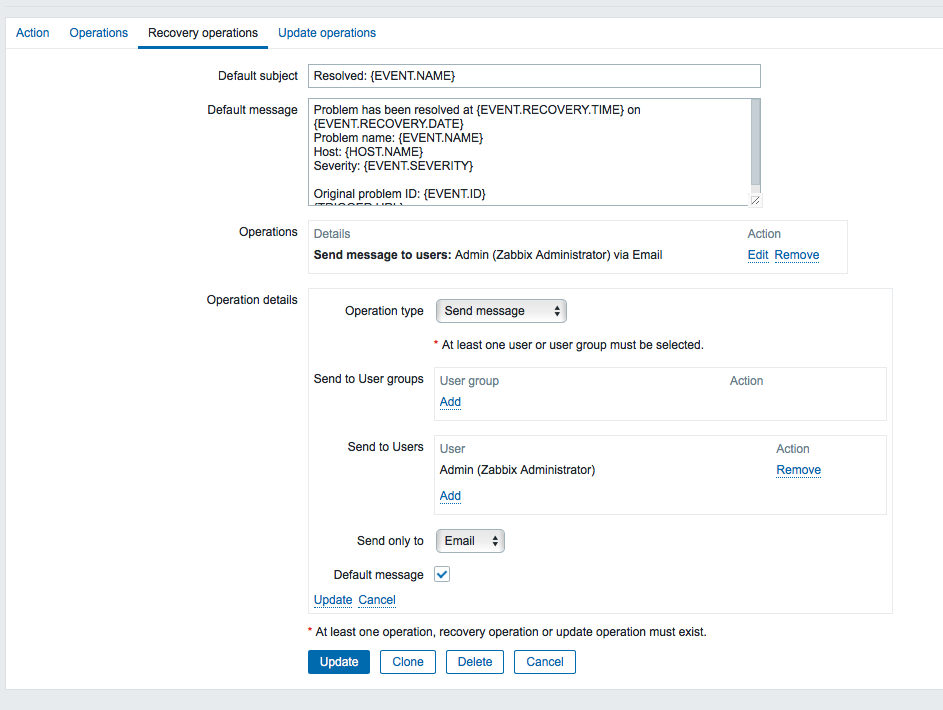 Action Operations Recovery operations Update operations
Default subject Resolved: {EVENT.NAME}
Default message Problem has been resolved at {EVENT.RECOVERY.TIME} on
{EVENT.RECOVERY.DATE}
Problem name: {EVENT.NAME}
Host: {HOST.NAME}
Severity: {EVENT.SEVERITY}
Original problem ID: {EVENT.ID}
{TRIGGER.URL}
Operations Details Action
Send message to users: Admin (Zabbix Administrator) via Email Edit Remove
Operation details
Operation type Send message
* At least one user or user group must be selected.
Send to User groups User group Action
Add
Send to Users User Action
Admin (Zabbix Administrator) Remove
Add
Send only to Email
Default message
Update Cancel
* At least one operation, recovery operation or update operation must exist.
Update Clone Delete Cancel